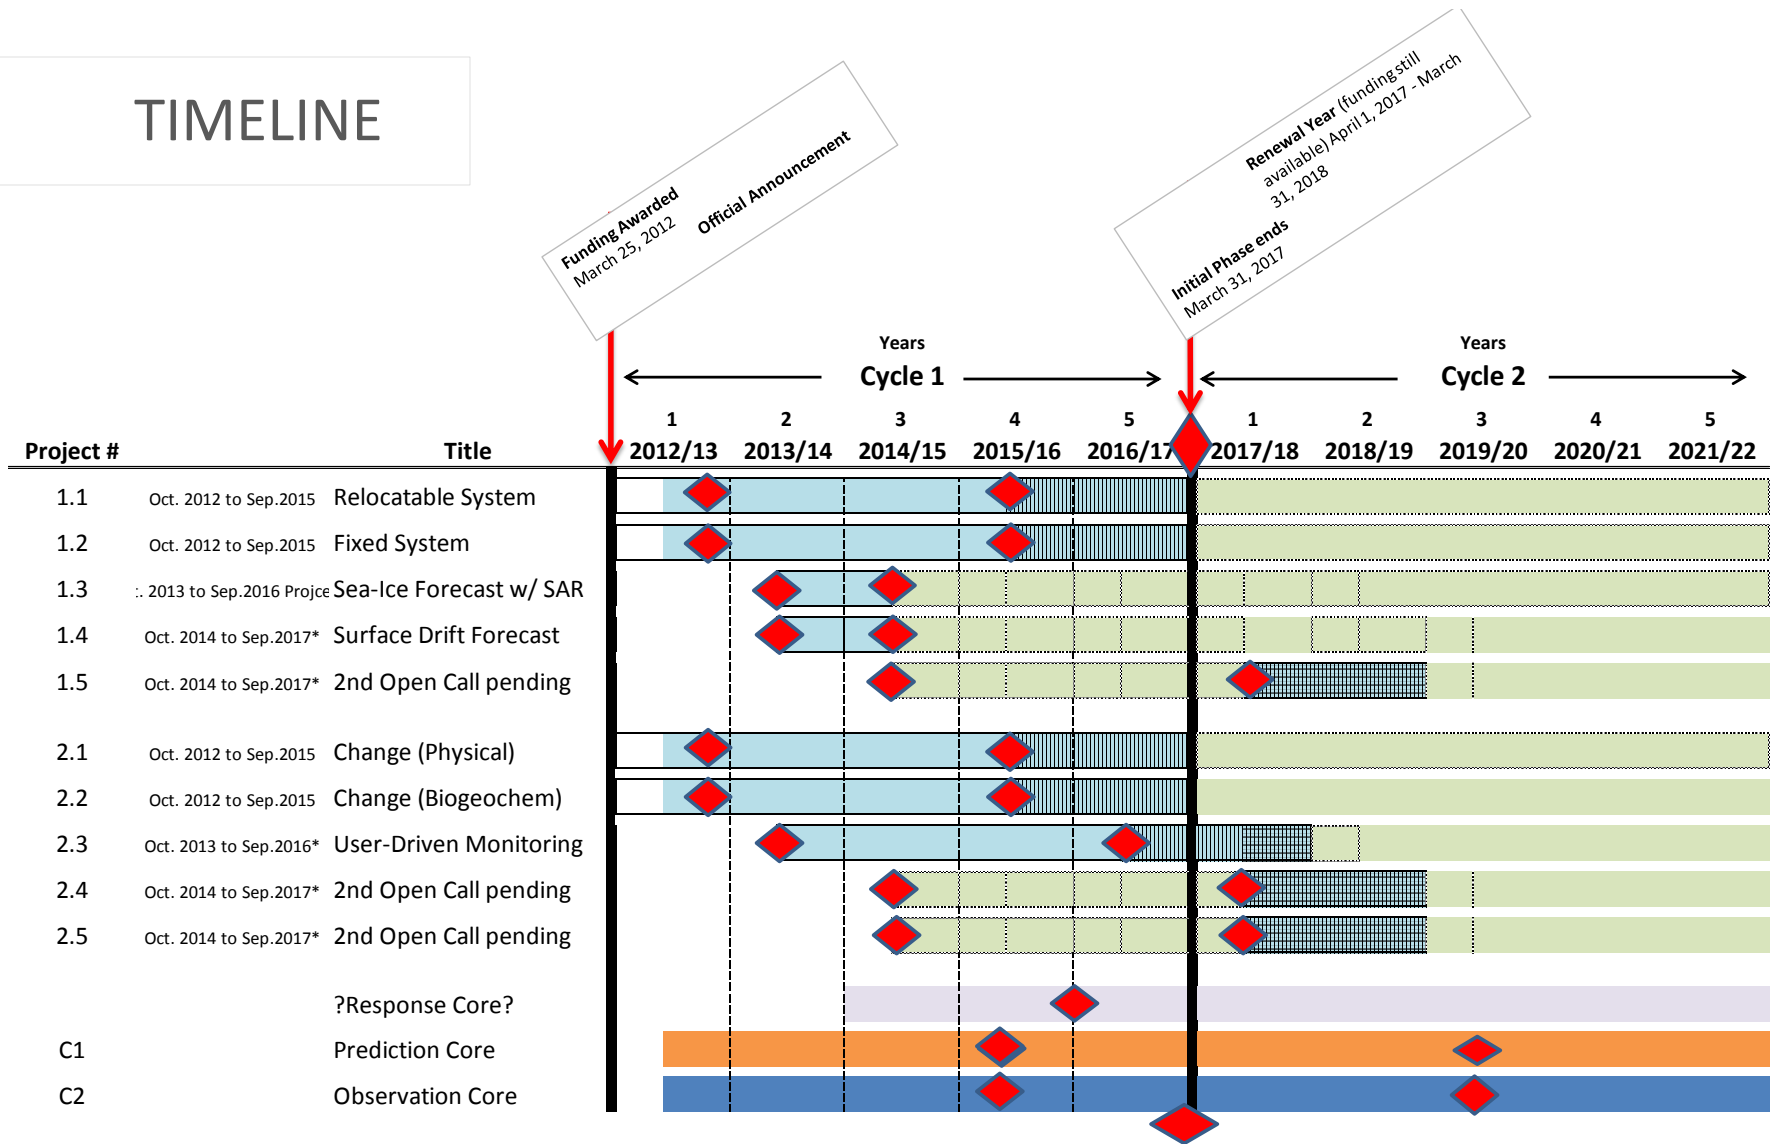 TIMELINE
Funding Awarded
March 25, 2012
Official Announcement
Renewal Year (funding still
available) April 1, 2017 - March
31, 2018
Initial Phase ends
March 31, 2017
Years
Years
Cycle 1
Cycle 2
1 2 3 4 5 1 2 3 4 5
Project # Title 2012/13 2013/14 2014/15 2015/16 2016/17 2017/18 2018/19 2019/20 2020/21 2021/22
1.1 Oct. 2012 to Sep.2015 Relocatable System
1.2 Oct. 2012 to Sep.2015 Fixed System
1.3 :. 2013 to Sep.2016 Projce Sea-Ice Forecast w/ SAR
1.4 Oct. 2014 to Sep.2017* Surface Drift Forecast
1.5 Oct. 2014 to Sep.2017* 2nd Open Call pending
2.1 Oct. 2012 to Sep.2015 Change (Physical)
2.2 Oct. 2012 to Sep.2015 Change (Biogeochem)
2.3 Oct. 2013 to Sep.2016* User-Driven Monitoring
2.4 Oct. 2014 to Sep.2017* 2nd Open Call pending
2.5 Oct. 2014 to Sep.2017* 2nd Open Call pending
?Response Core?
C1 Prediction Core
C2 Observation Core